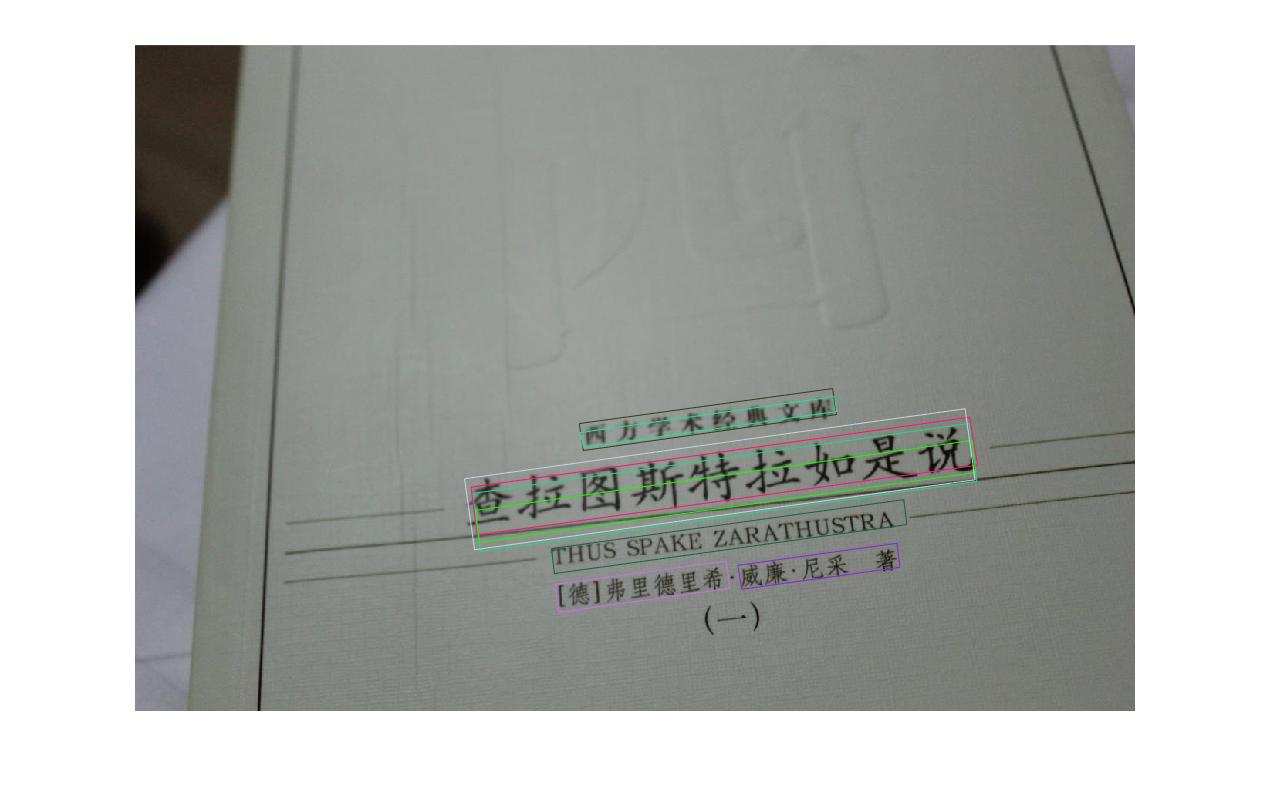 西方学术经典文库
查拉图斯特拉如是说
THUS SPAKE ZARATHUSTRA
[德]弗里德里希·威廉·尼采　著
(一)